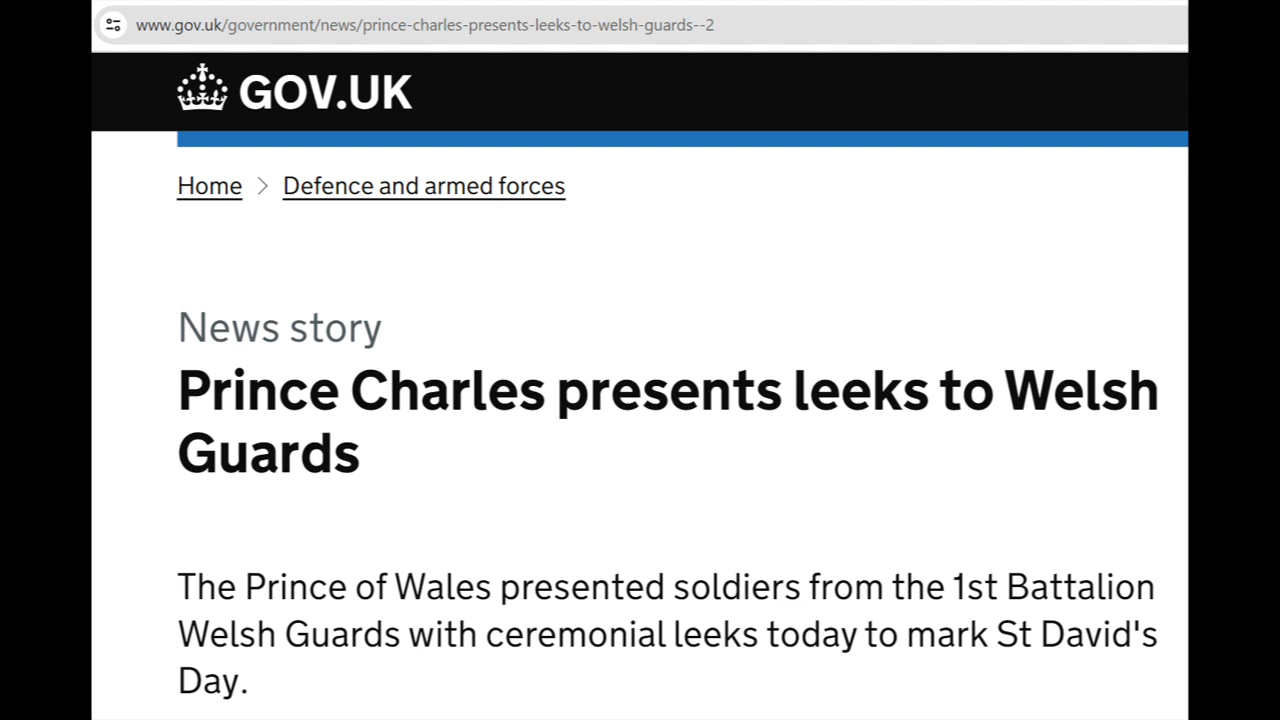 www.gov.uk/government/news/prince-charles-presents-leeks-to-welsh-guards--2
GOV.UK
Home > Defence and armed forces
News story
Prince Charles presents leeks to Welsh
Guards
The Prince of Wales presented soldiers from the 1st Battalion
Welsh Guards with ceremonial leeks today to mark St David's
Day.